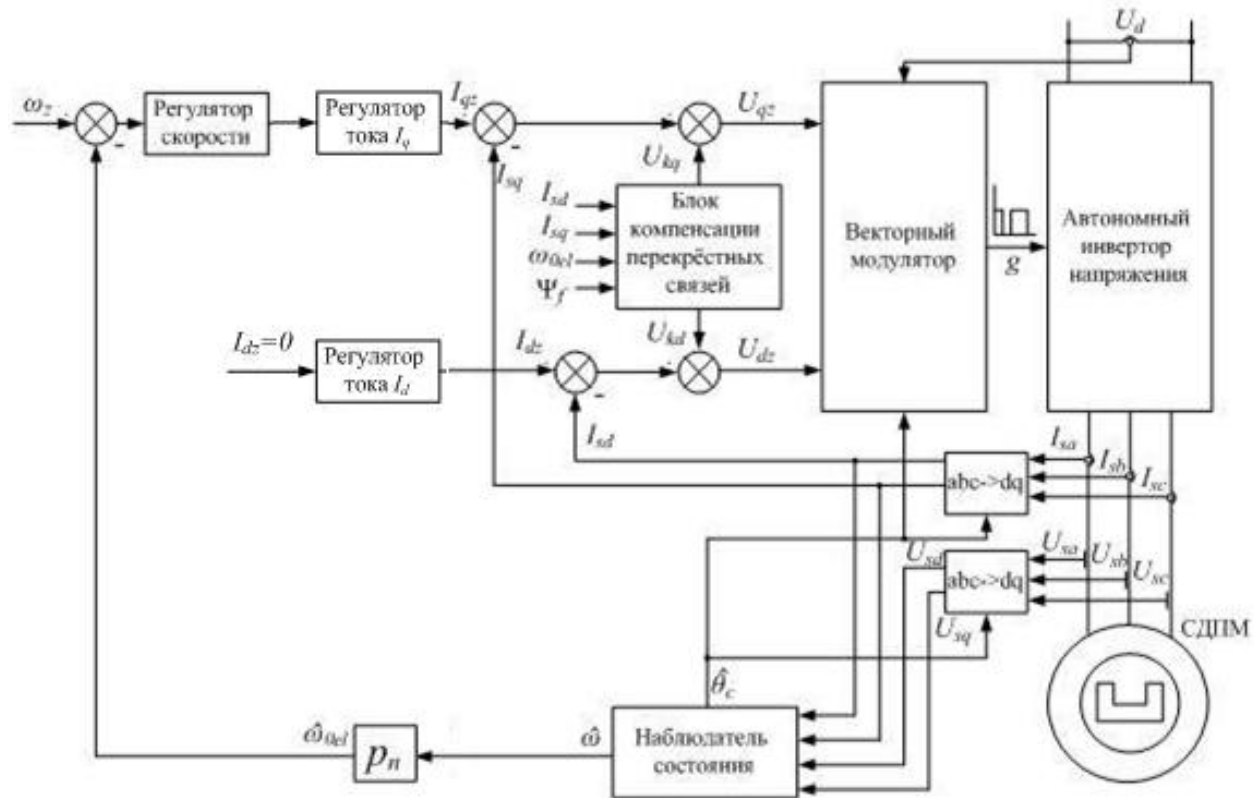 U_d
ω_z
Регулятор
скорости
Регулятор
тока I_q
I_qz
U_qz
U_kq
I_sq
I_sd
I_sq
ω_0el
Ψ_f
Блок
компенсации
перекрёстных
связей
Векторный
модулятор
g
Автономный
инвертор
напряжения
I_dz=0
Регулятор
тока I_d
I_dz
U_kd
U_dz
I_sd
abc->dq
I_sa
I_sb
I_sc
U_sd
U_sq
abc->dq
U_sa
U_sb
U_sc
СДПМ
θ̂_c
ω̂_0el
p_n
ω̂
Наблюдатель
состояния